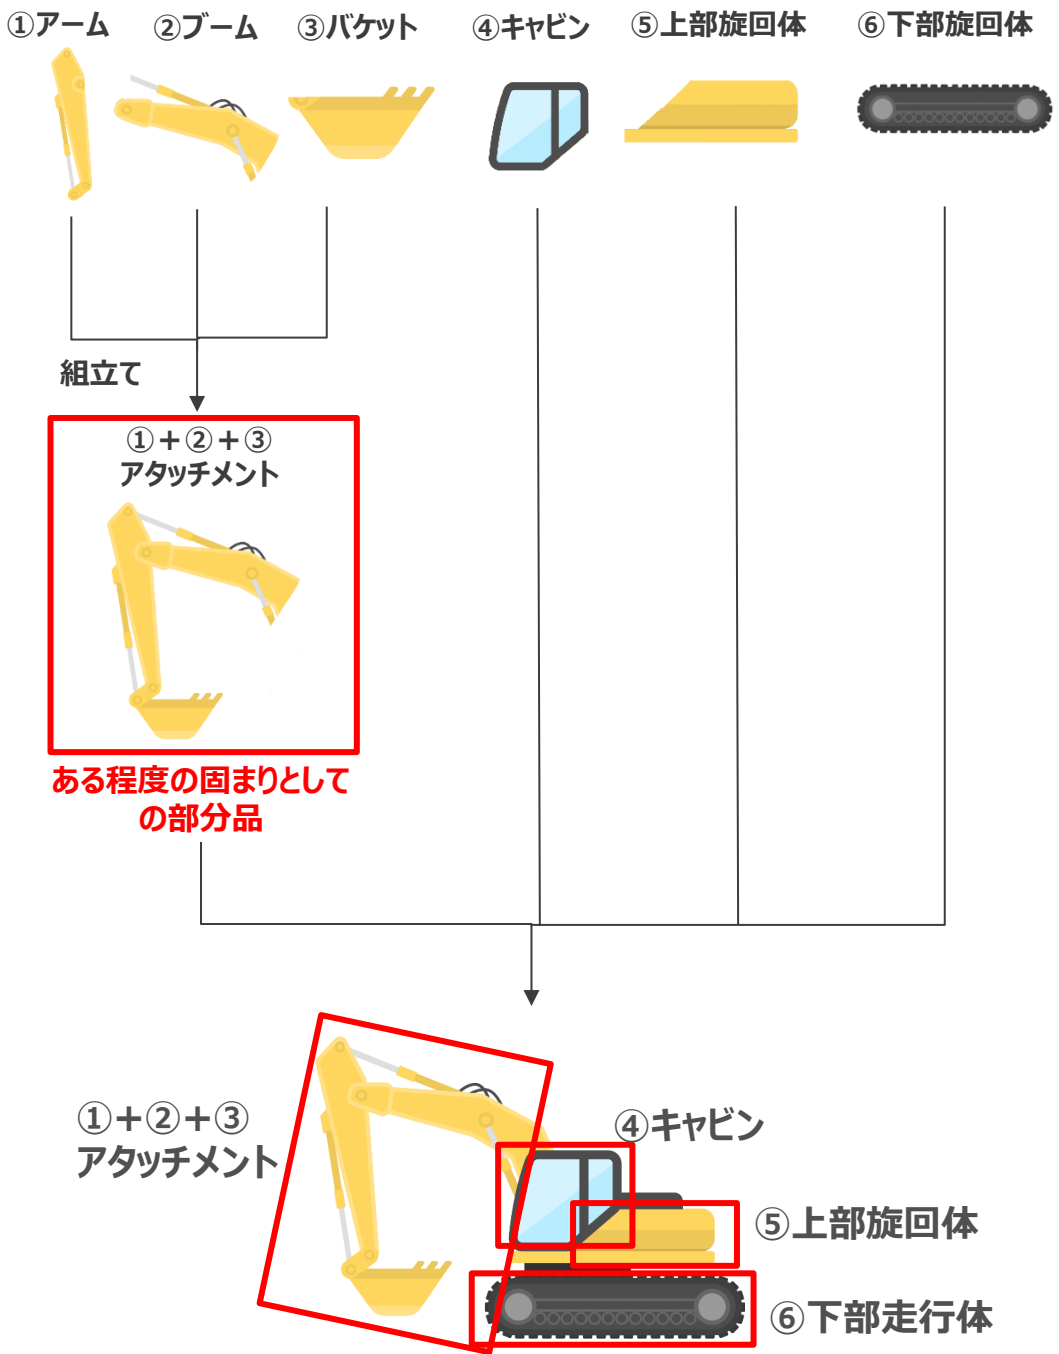 ①アーム ②ブーム ③バケット ④キャビン ⑤上部旋回体 ⑥下部旋回体
組立て
①＋②＋③
アタッチメント
ある程度の固まりとして
の部分品
①＋②＋③
アタッチメント
④キャビン
⑤上部旋回体
⑥下部走行体